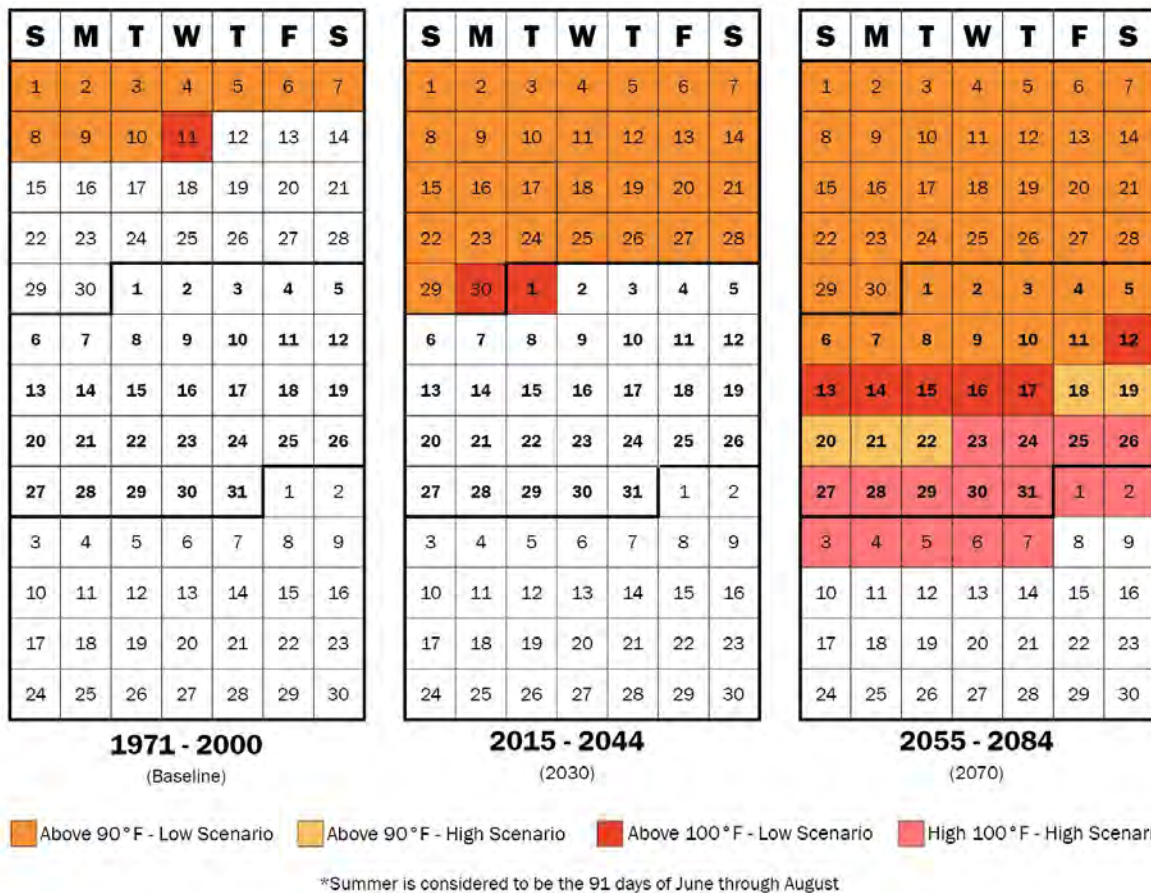 S M T W T F S
1 2 3 4 5 6 7
8 9 10 11 12 13 14
15 16 17 18 19 20 21
22 23 24 25 26 27 28
29 30 1 2 3 4 5
6 7 8 9 10 11 12
13 14 15 16 17 18 19
20 21 22 23 24 25 26
27 28 29 30 31 1 2
3 4 5 6 7 8 9
10 11 12 13 14 15 16
17 18 19 20 21 22 23
24 25 26 27 28 29 30
1971 - 2000
(Baseline)
S M T W T F S
1 2 3 4 5 6 7
8 9 10 11 12 13 14
15 16 17 18 19 20 21
22 23 24 25 26 27 28
29 30 1 2 3 4 5
6 7 8 9 10 11 12
13 14 15 16 17 18 19
20 21 22 23 24 25 26
27 28 29 30 31 1 2
3 4 5 6 7 8 9
10 11 12 13 14 15 16
17 18 19 20 21 22 23
24 25 26 27 28 29 30
2015 - 2044
(2030)
S M T W T F S
1 2 3 4 5 6 7
8 9 10 11 12 13 14
15 16 17 18 19 20 21
22 23 24 25 26 27 28
29 30 1 2 3 4 5
6 7 8 9 10 11 12
13 14 15 16 17 18 19
20 21 22 23 24 25 26
27 28 29 30 31 1 2
3 4 5 6 7 8 9
10 11 12 13 14 15 16
17 18 19 20 21 22 23
24 25 26 27 28 29 30
2055 - 2084
(2070)
Above 90°F - Low Scenario Above 90°F - High Scenario Above 100°F - Low Scenario High 100°F - High Scenari
*Summer is considered to be the 91 days of June through August